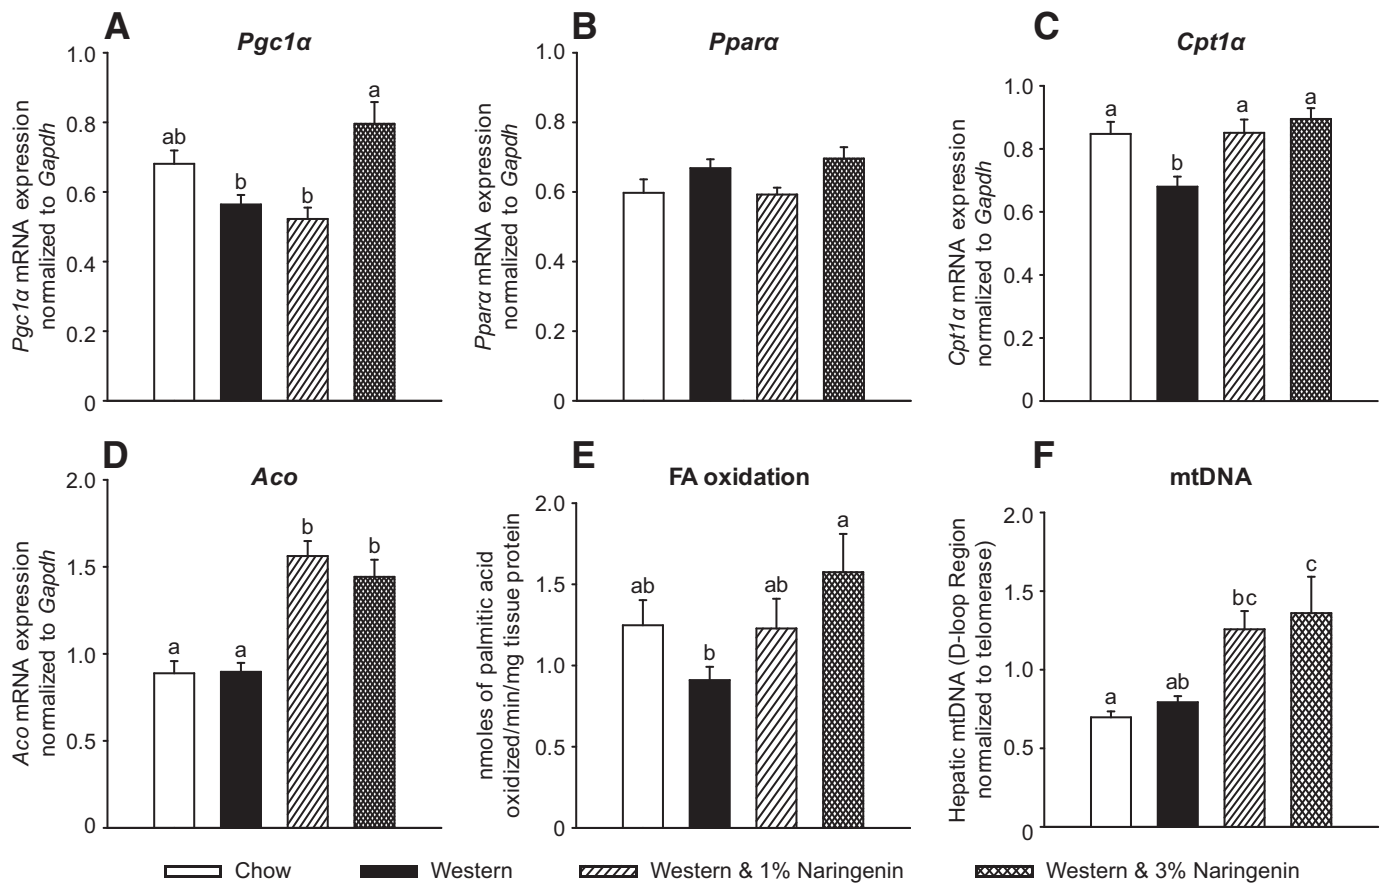 A
Pgc1α
Pgc1α mRNA expression
normalized to Gapdh
1.0
0.8
0.6
0.4
0.2
0
ab
b
b
a
B
Pparα
Pparα mRNA expression
normalized to Gapdh
1.0
0.8
0.6
0.4
0.2
0
C
Cpt1α
Cpt1α mRNA expression
normalized to Gapdh
1.0
0.8
0.6
0.4
0.2
0
a
b
a
a
D
Aco
Aco mRNA expression
normalized to Gapdh
2.0
1.5
1.0
0.5
0
a
a
b
b
E
FA oxidation
nmoles of palmitic acid
oxidized/min/mg tissue protein
2.0
1.5
1.0
0.5
0
ab
b
ab
a
F
mtDNA
Hepatic mtDNA (D-loop Region
normalized to telomerase)
2.0
1.5
1.0
0.5
0
a
ab
bc
c
Chow
Western
Western & 1% Naringenin
Western & 3% Naringenin